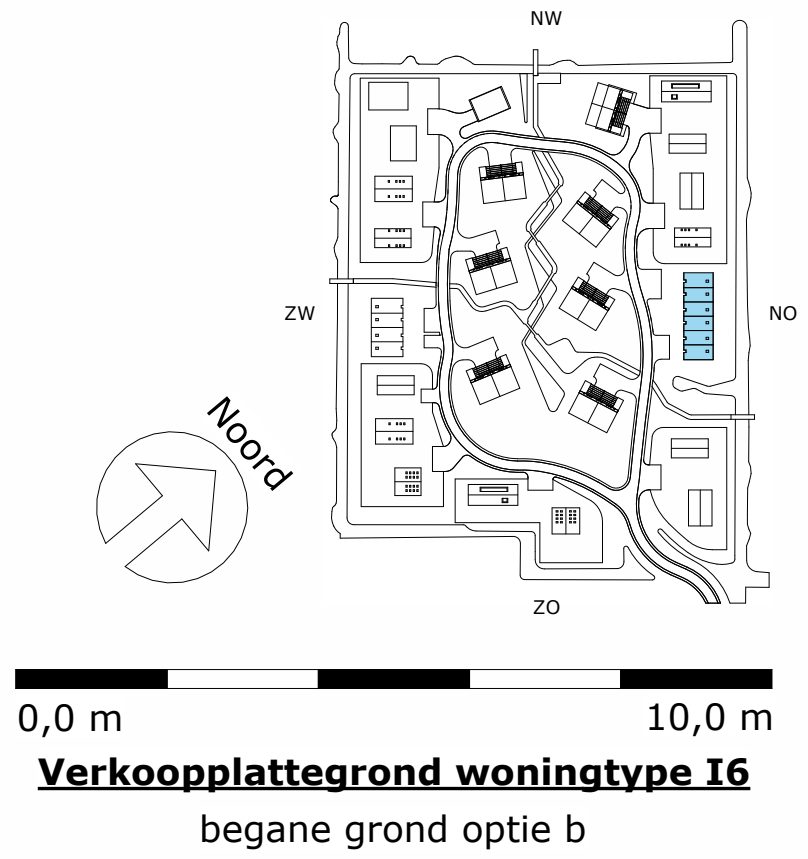 NW
ZW
NO
Noord
ZO
0,0 m
10,0 m
Verkoopplattegrond woningtype I6
begane grond optie b